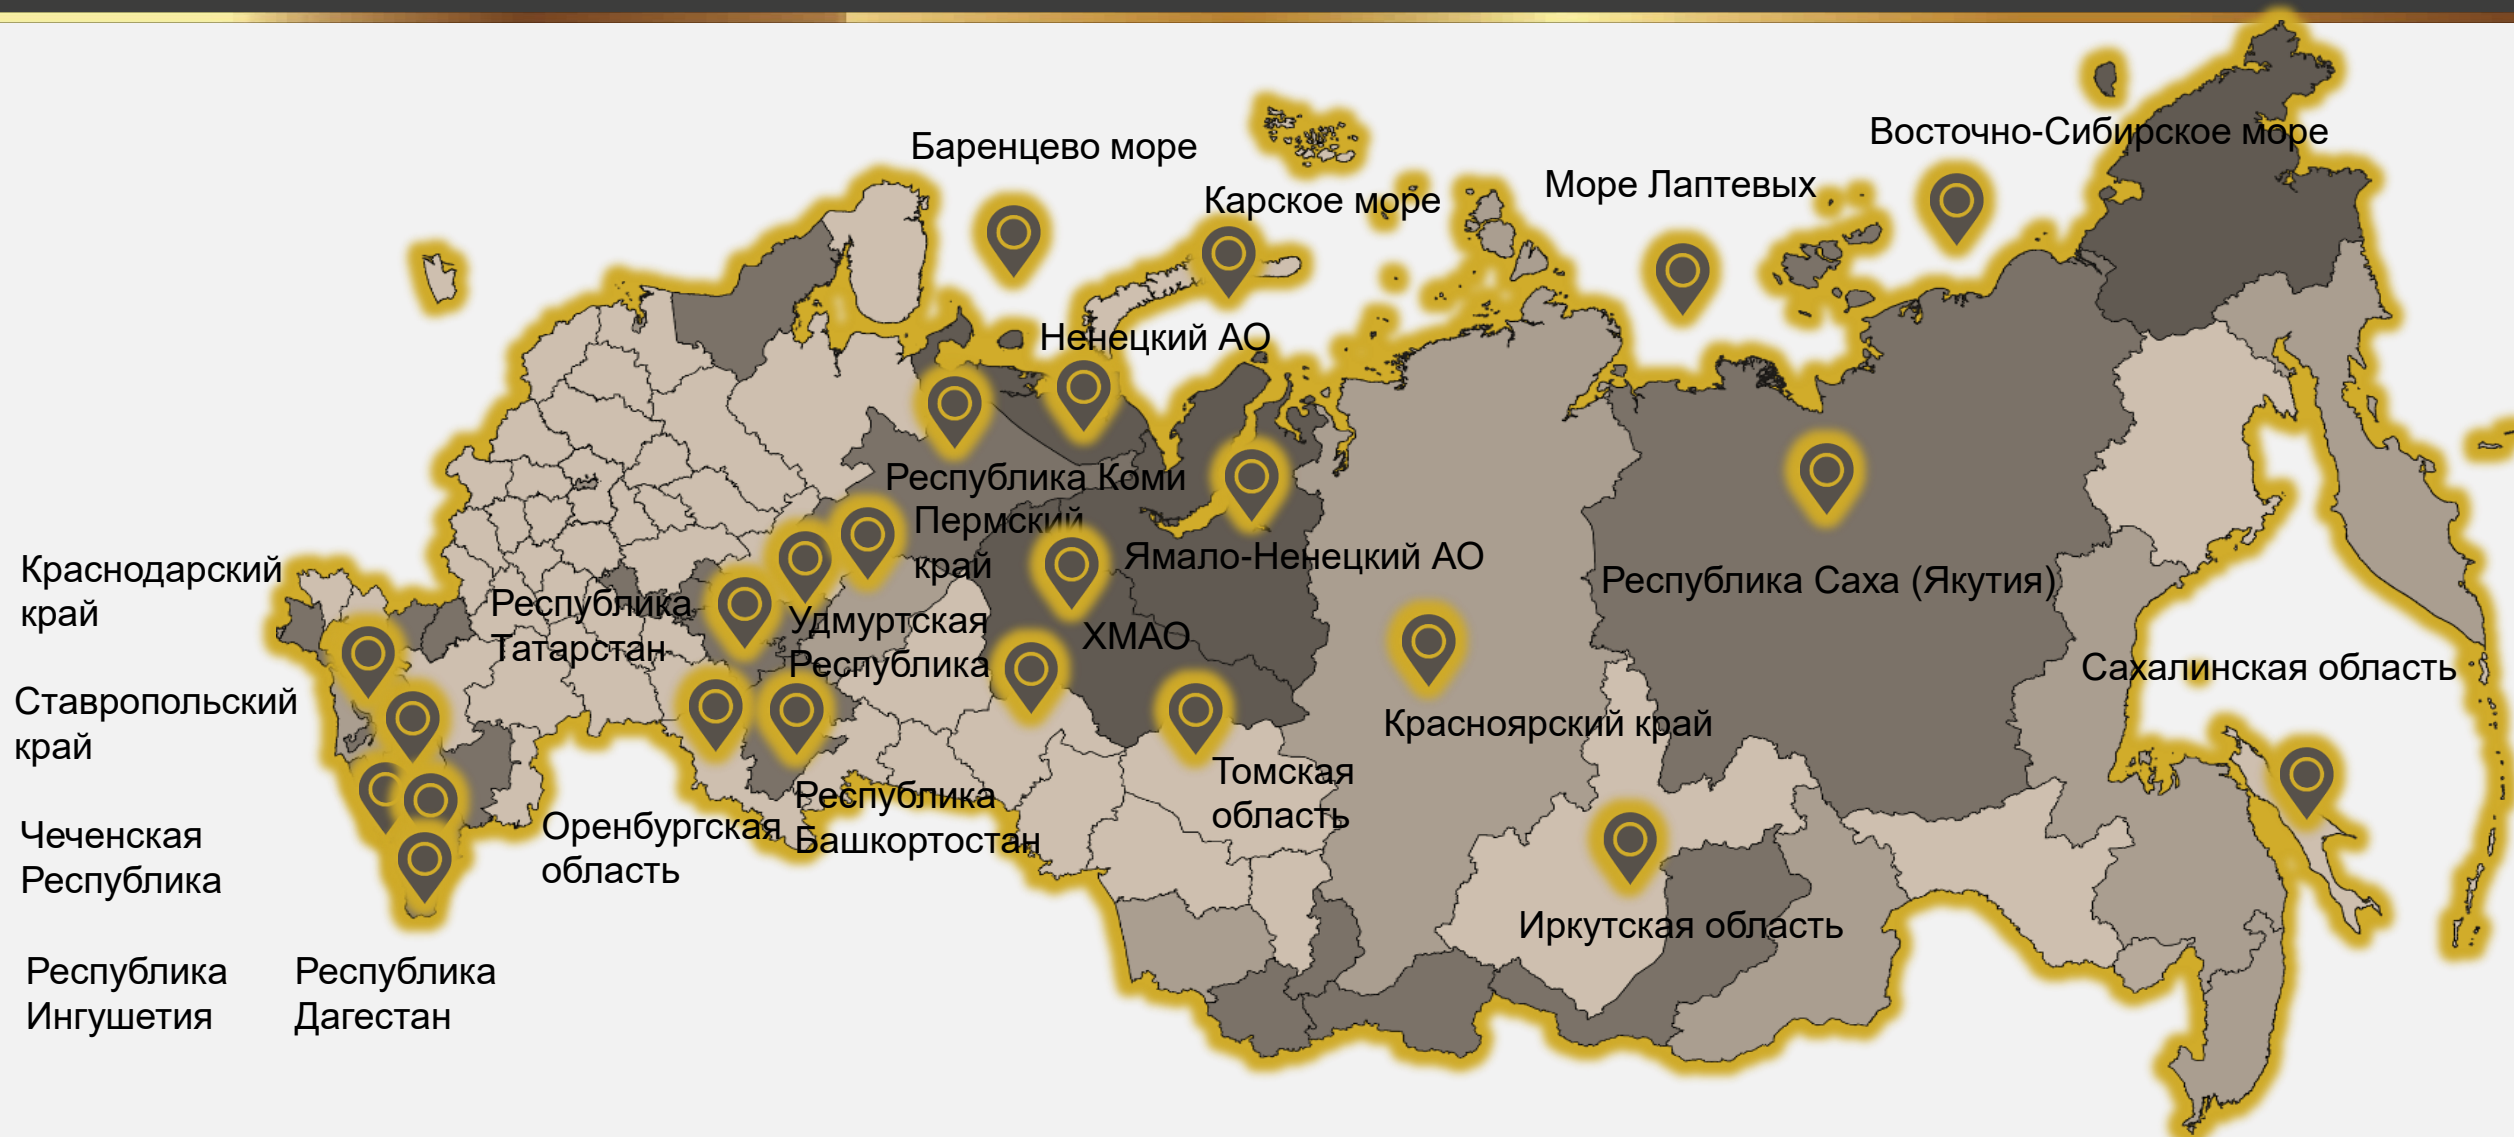 Восточно-Сибирское море
Баренцево море
Море Лаптевых
Карское море
Ненецкий АО
Республика Коми
Пермский
край
Ямало-Ненецкий АО
Краснодарский
край
Республика
Татарстан
Удмуртская
Республика
ХМАО
Республика Саха (Якутия)
Сахалинская область
Ставропольский
край
Красноярский край
Томская
область
Республика
Башкортостан
Оренбургская
область
Чеченская
Республика
Иркутская область
Республика
Ингушетия
Республика
Дагестан